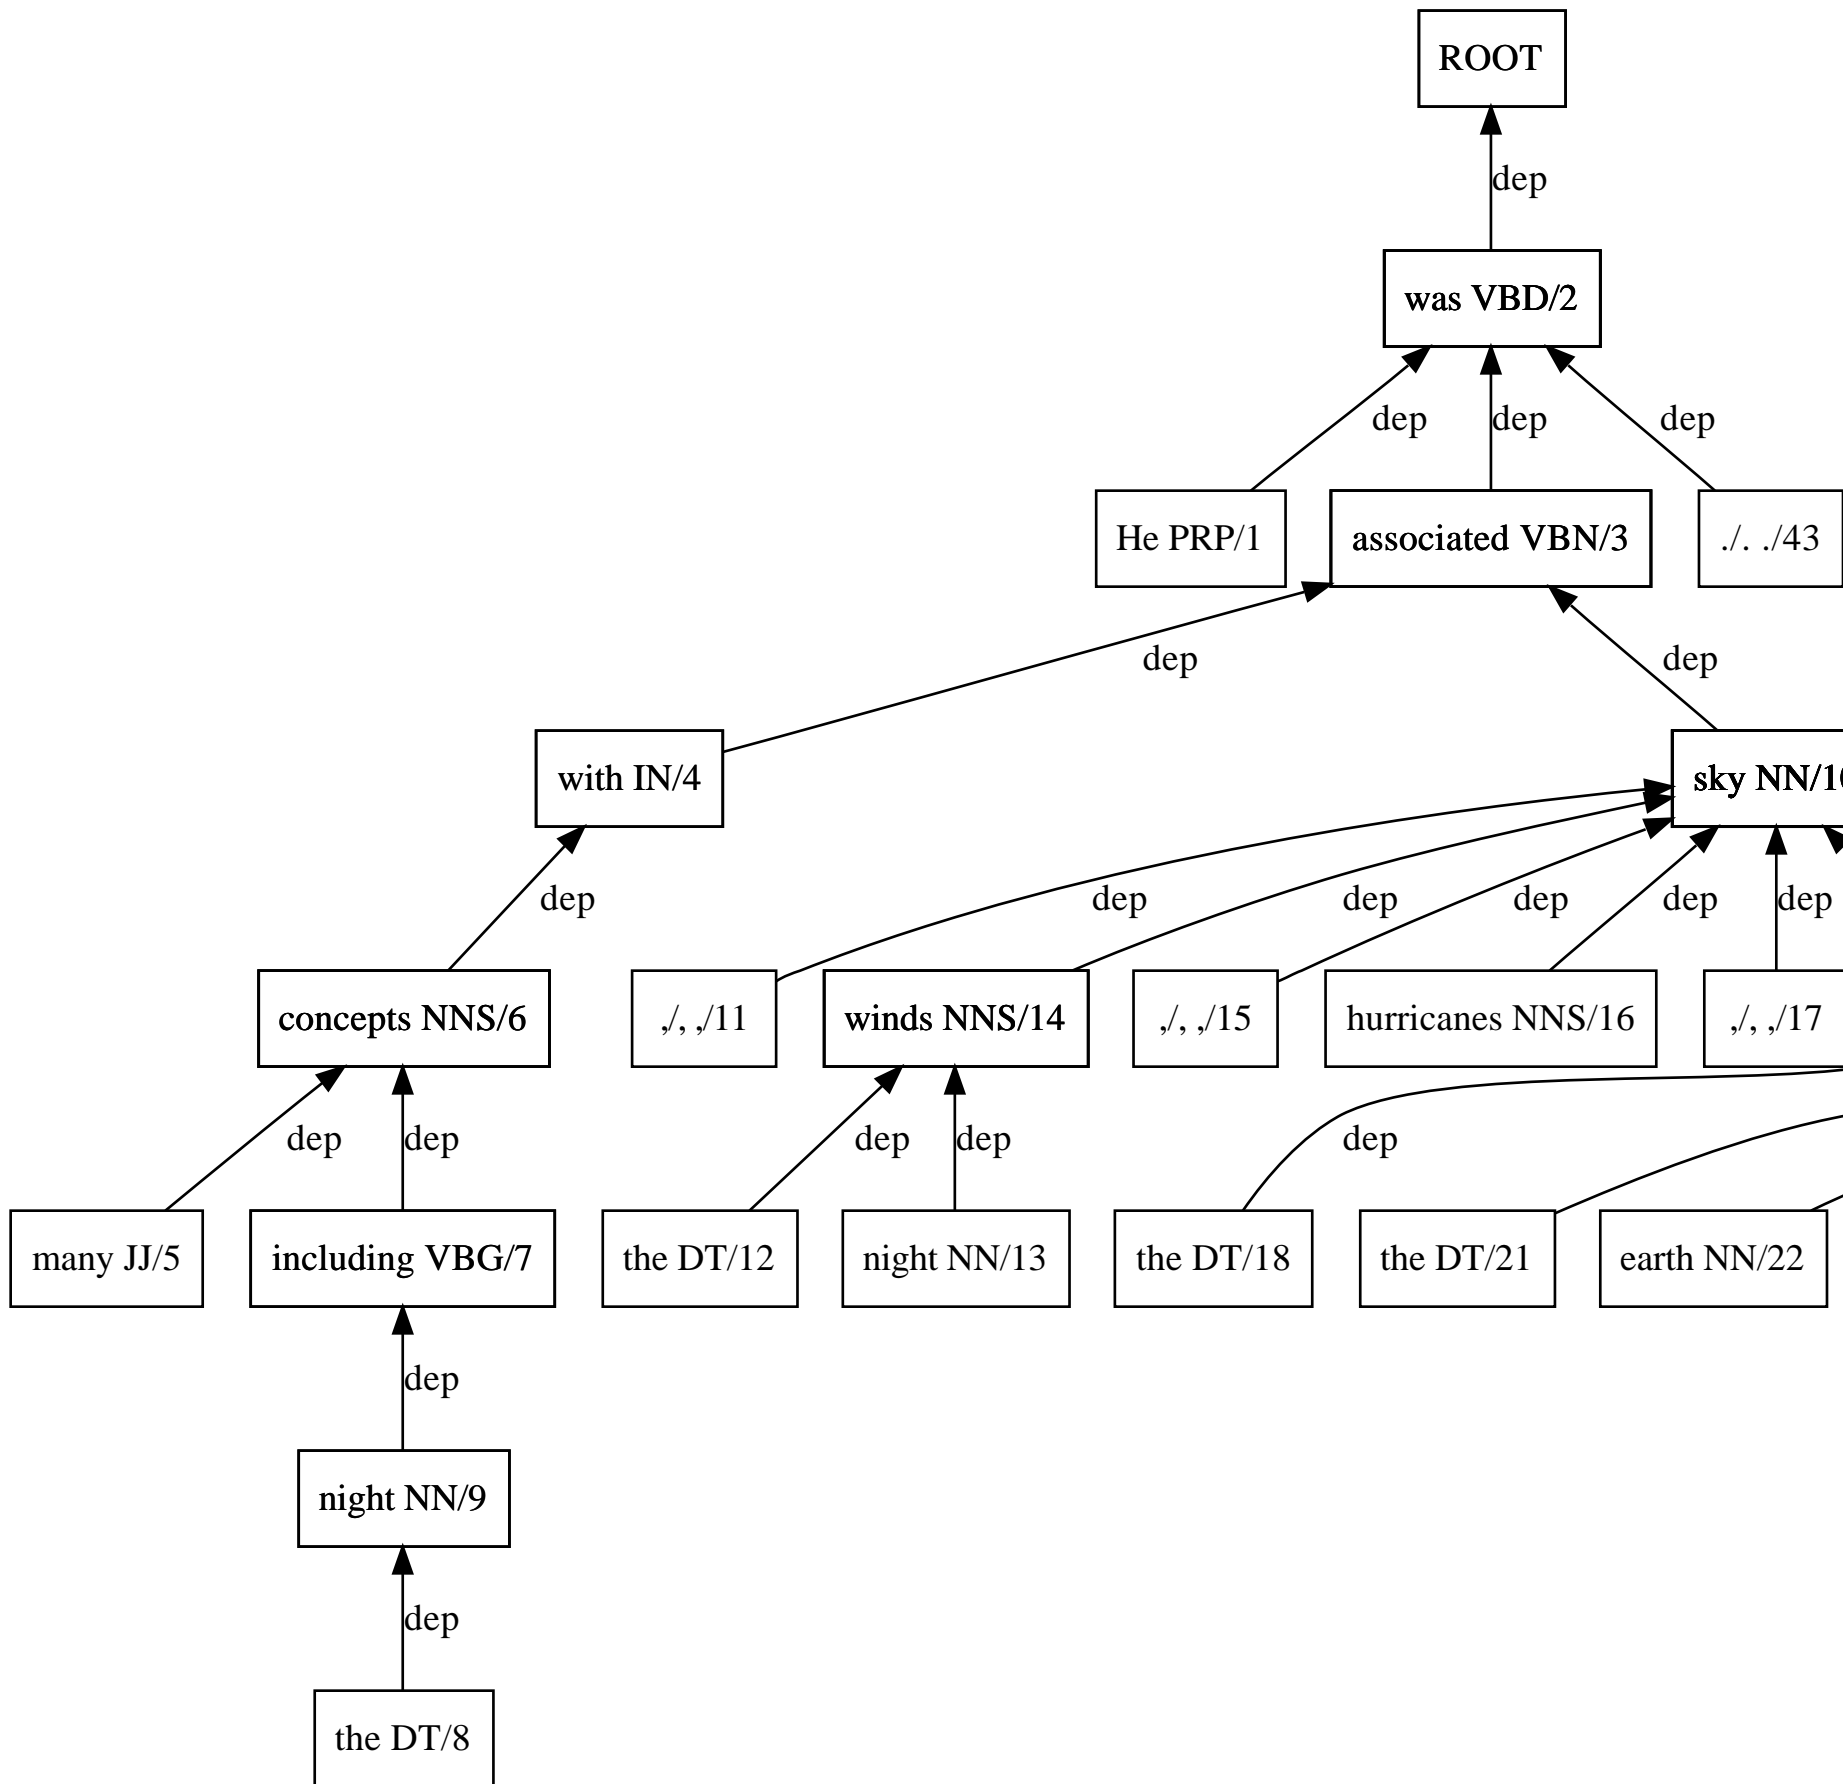 ROOT
dep
was VBD/2
dep dep dep
He PRP/1 associated VBN/3 ./. ./43
dep dep
with IN/4 sky NN/10
dep dep dep dep dep dep
concepts NNS/6 ,/, ,/11 winds NNS/14 ,/, ,/15 hurricanes NNS/16 ,/, ,/17
dep dep dep dep dep
many JJ/5 including VBG/7 the DT/12 night NN/13 the DT/18 the DT/21 earth NN/22
dep
night NN/9
dep
the DT/8